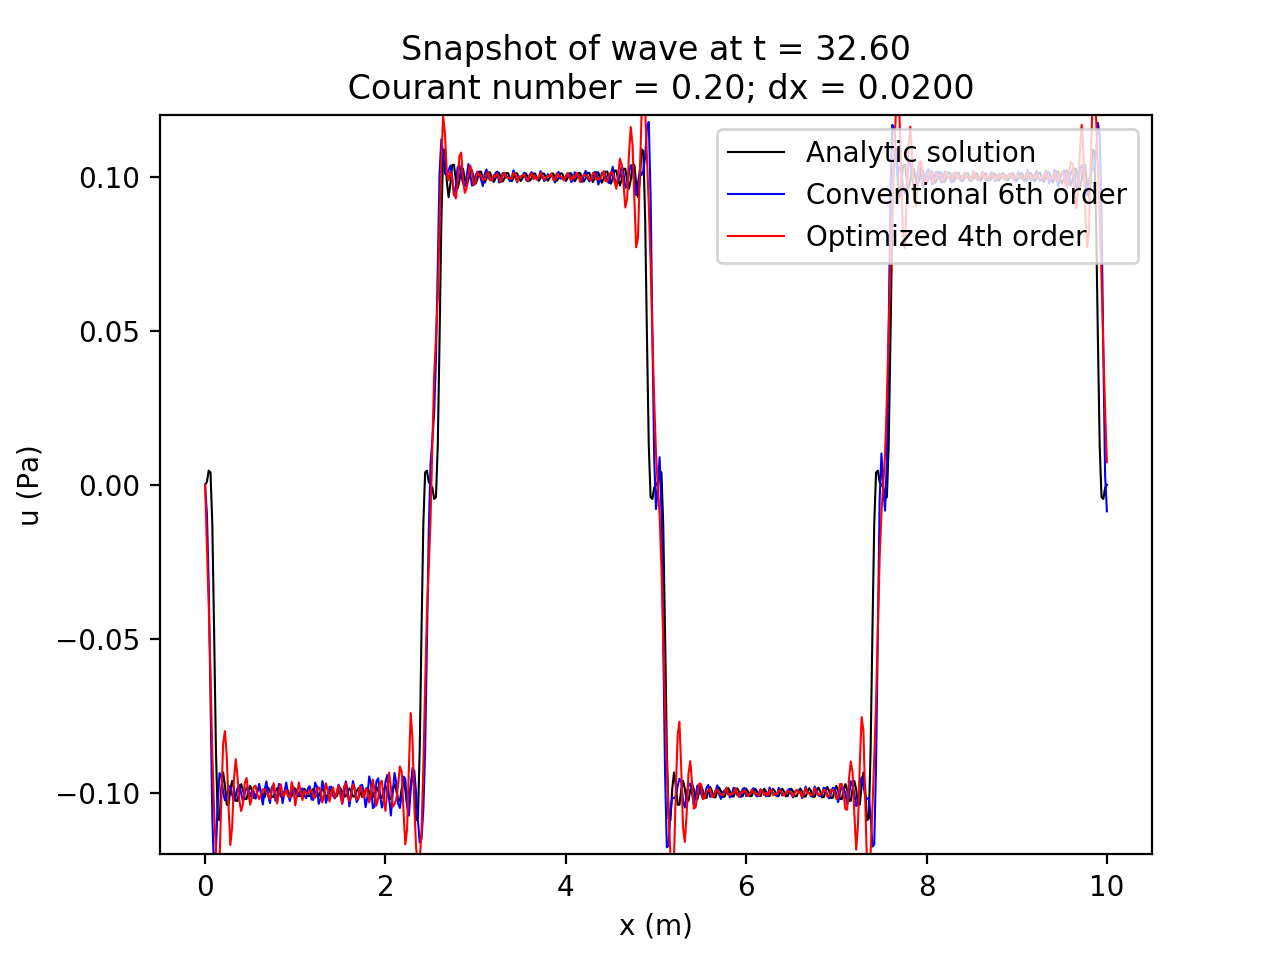 Snapshot of wave at t = 32.60
Courant number = 0.20; dx = 0.0200
Analytic solution
Conventional 6th order
Optimized 4th order
0.10
0.05
0.00
−0.05
−0.10
u (Pa)
0 2 4 6 8 10
x (m)